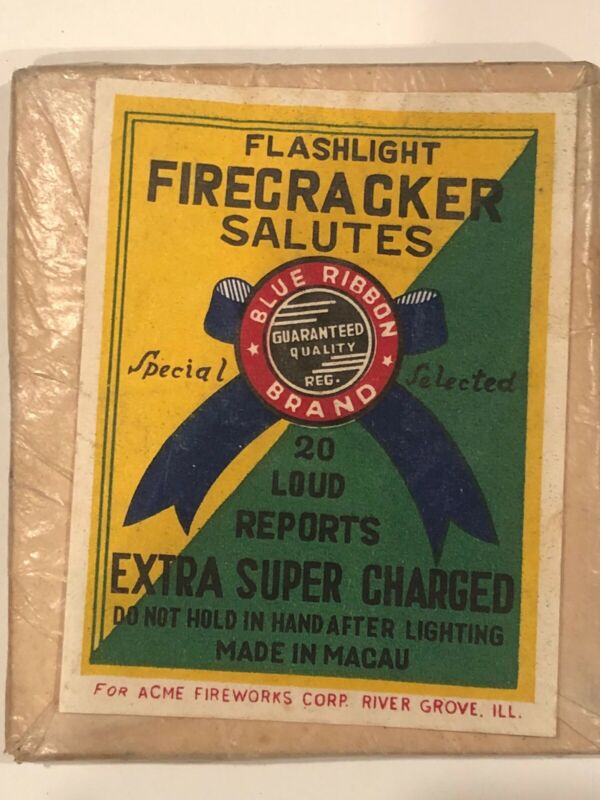 FLASHLIGHT
FIRECRACKER
SALUTES
BLUE RIBBON
GUARANTEED
QUALITY
REG.
BRAND
Special Selected
20
LOUD
REPORTS
EXTRA SUPER CHARGED
DO NOT HOLD IN HAND AFTER LIGHTING
MADE IN MACAU
FOR ACME FIREWORKS CORP. RIVER GROVE, ILL.